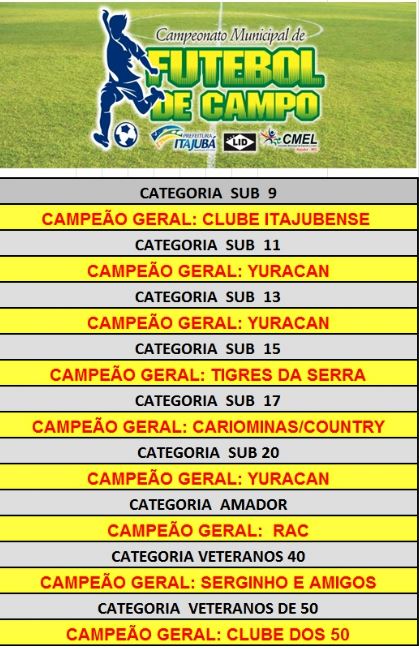 Campeonato Municipal de
FUTEBOL
DE CAMPO
PREFEITURA
ITAJUBÁ
LID
CMEL
CATEGORIA SUB 9
CAMPEÃO GERAL: CLUBE ITAJUBENSE
CATEGORIA SUB 11
CAMPEÃO GERAL: YURACAN
CATEGORIA SUB 13
CAMPEÃO GERAL: YURACAN
CATEGORIA SUB 15
CAMPEÃO GERAL: TIGRES DA SERRA
CATEGORIA SUB 17
CAMPEÃO GERAL: CARIOMINAS/COUNTRY
CATEGORIA SUB 20
CAMPEÃO GERAL: YURACAN
CATEGORIA AMADOR
CAMPEÃO GERAL: RAC
CATEGORIA VETERANOS 40
CAMPEÃO GERAL: SERGINHO E AMIGOS
CATEGORIA VETERANOS DE 50
CAMPEÃO GERAL: CLUBE DOS 50